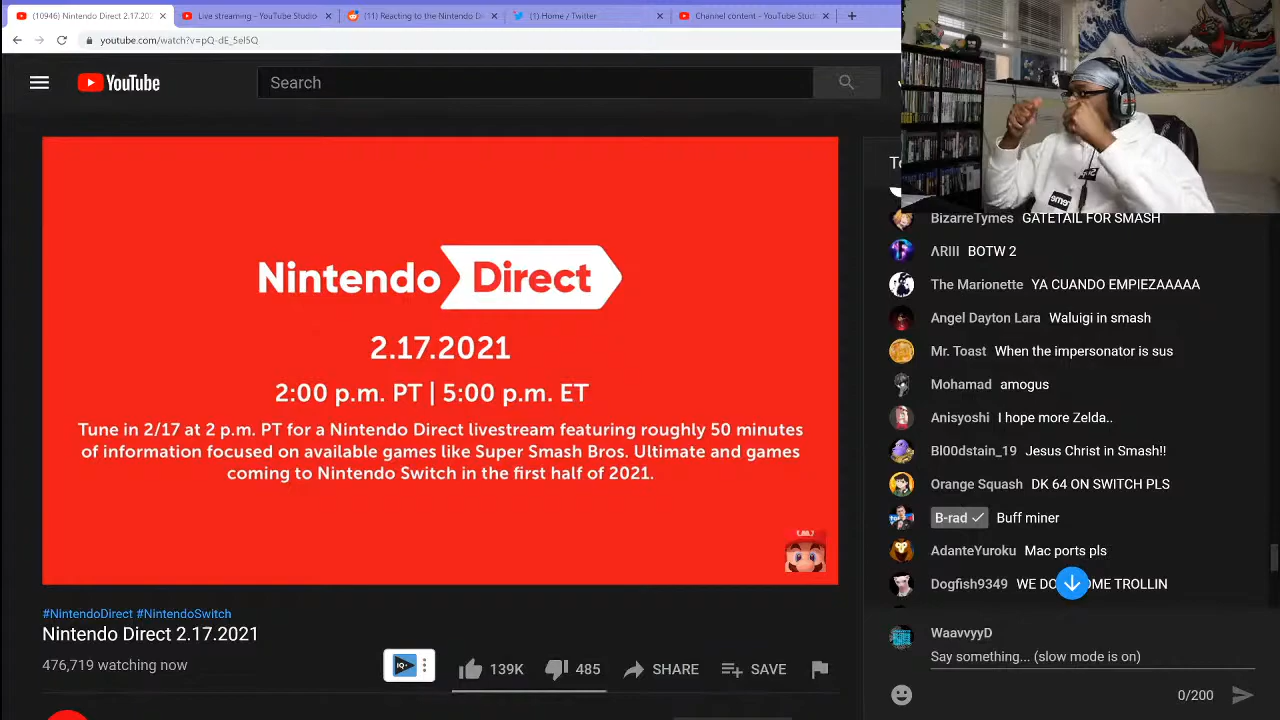 (10946) Nintendo Direct 2.17.202
Live streaming - YouTube Studio
(11) Reacting to the Nintendo Di
(1) Home / Twitter
Channel content - YouTube Stud
youtube.com/watch?v=pQ-dE_5eI5Q
YouTube
Search
Nintendo Direct
2.17.2021
2:00 p.m. PT | 5:00 p.m. ET
Tune in 2/17 at 2 p.m. PT for a Nintendo Direct livestream featuring roughly 50 minutes
of information focused on available games like Super Smash Bros. Ultimate and games
coming to Nintendo Switch in the first half of 2021.
#NintendoDirect #NintendoSwitch
Nintendo Direct 2.17.2021
476,719 watching now
IQ
139K
485
SHARE
SAVE
BizarreTymes GATETAIL FOR SMASH
ΛRIII BOTW 2
The Marionette YA CUANDO EMPIEZAAAAA
Angel Dayton Lara Waluigi in smash
Mr. Toast When the impersonator is sus
Mohamad amogus
Anisyoshi I hope more Zelda..
Bl00dstain_19 Jesus Christ in Smash!!
Orange Squash DK 64 ON SWITCH PLS
B-rad Buff miner
AdanteYuroku Mac ports pls
Dogfish9349 WE DO OME TROLLIN
WaavvyyD
Say something... (slow mode is on)
0/200